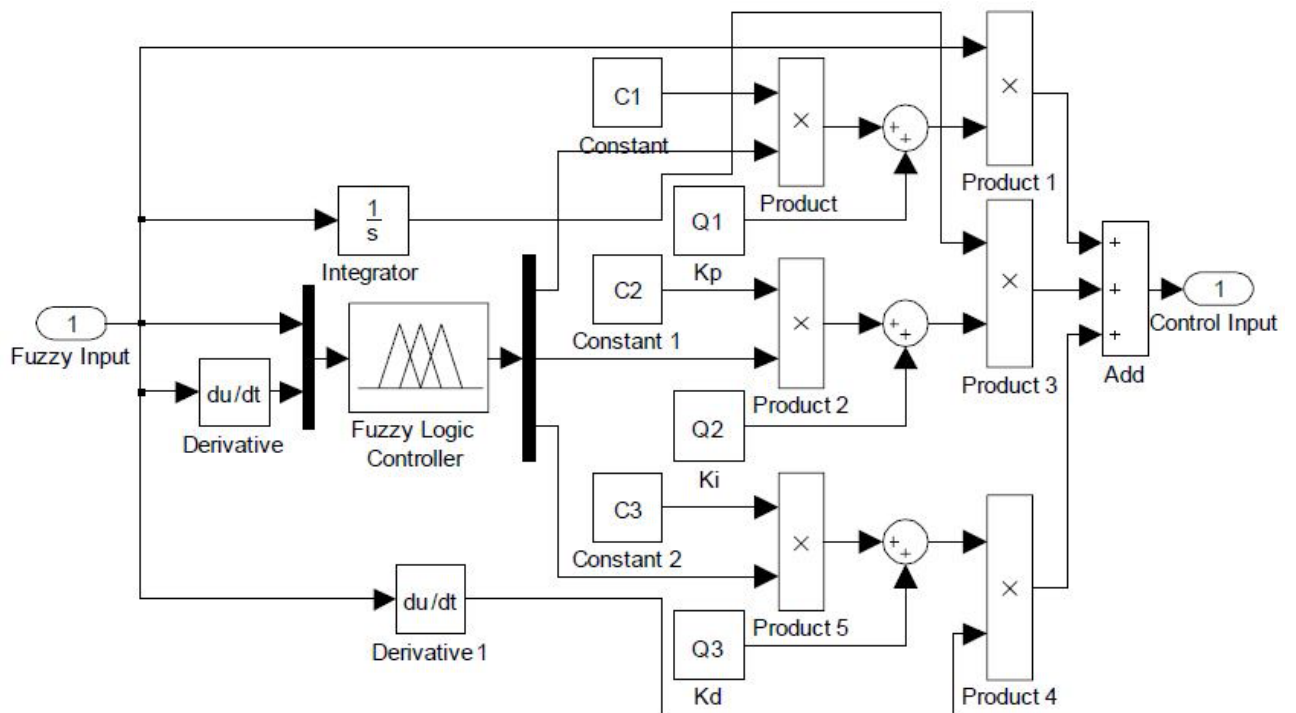 C1
×
×
+
+
Constant
Product 1
1
s
Q1
Product
Integrator
Kp
+
C2
×
×
+
+
+
1
1
Fuzzy Input
Constant 1
Control Input
+
Product 3
Add
du/dt
Product 2
Derivative
Fuzzy Logic
Controller
Q2
Ki
C3
×
+
+
Constant 2
×
du/dt
Product 5
Derivative 1
Q3
Kd
Product 4